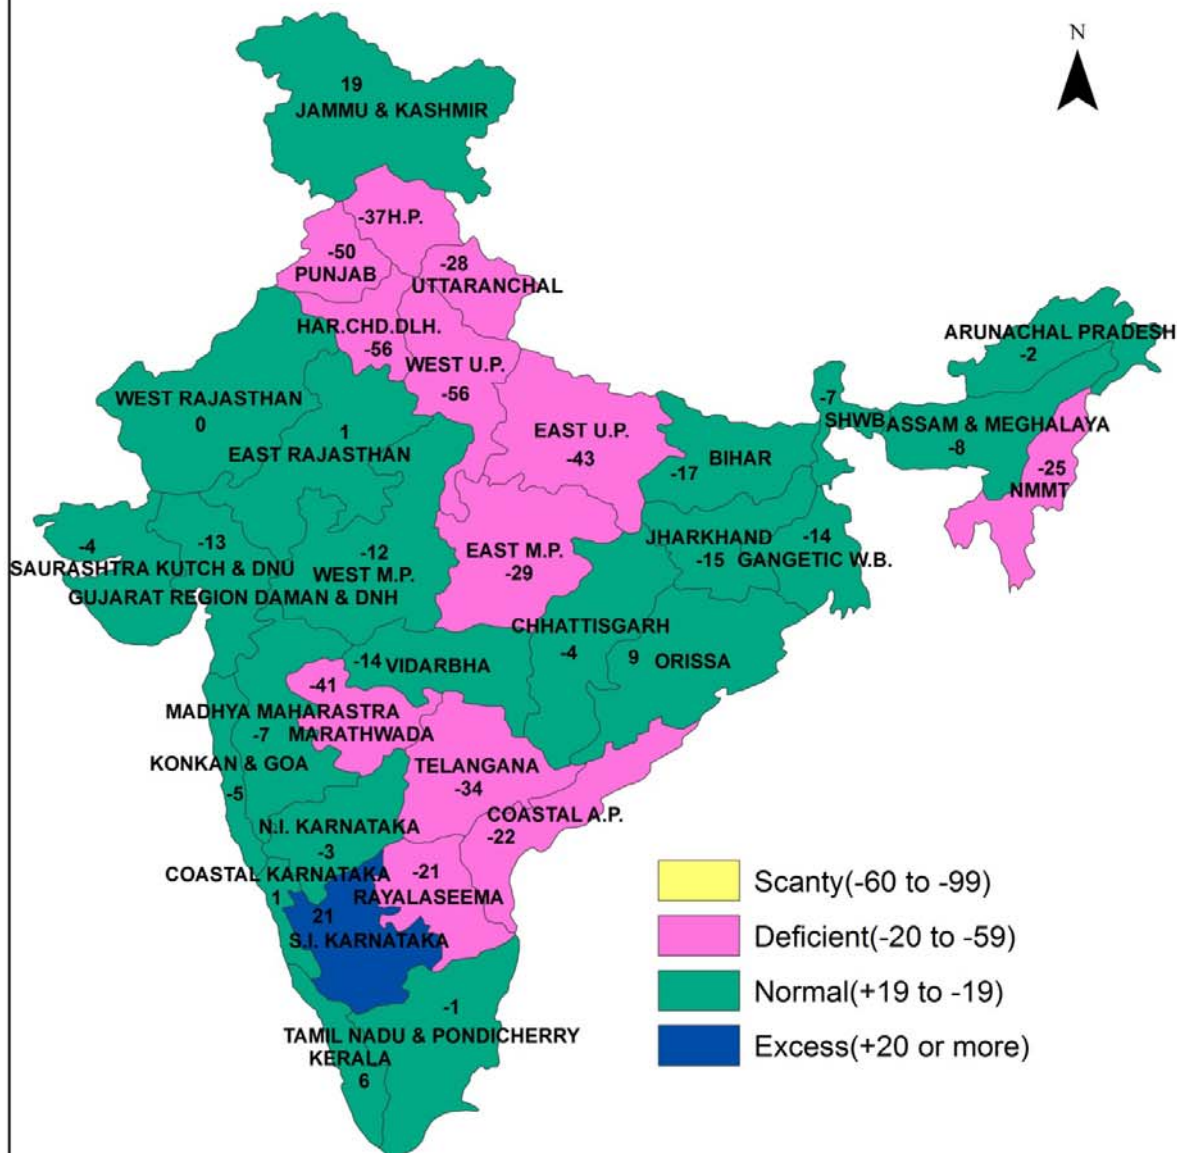 N
19
JAMMU & KASHMIR
-37H.P.
-50
PUNJAB
-28
UTTARANCHAL
HAR.CHD.DLH.
-56
WEST U.P.
-56
ARUNACHAL PRADESH
-2
WEST RAJASTHAN
0
1
EAST RAJASTHAN
EAST U.P.
-43
BIHAR
-17
-7
SHWB
ASSAM & MEGHALAYA
-8
-25
NMMT
-4
SAURASHTRA KUTCH & DNU
-13
GUJARAT REGION DAMAN & DNH
-12
WEST M.P.
EAST M.P.
-29
JHARKHAND
-15
-14
GANGETIC W.B.
CHHATTISGARH
-4
9 ORISSA
-14 VIDARBHA
-41
MADHYA MAHARASTRA
-7
MARATHWADA
KONKAN & GOA
-5
TELANGANA
-34
COASTAL A.P.
-22
N.I. KARNATAKA
-3
COASTAL KARNATAKA
1
-21
RAYALASEEMA
21
S.I. KARNATAKA
-1
TAMIL NADU & PONDICHERRY
KERALA
6
Scanty(-60 to -99)
Deficient(-20 to -59)
Normal(+19 to -19)
Excess(+20 or more)